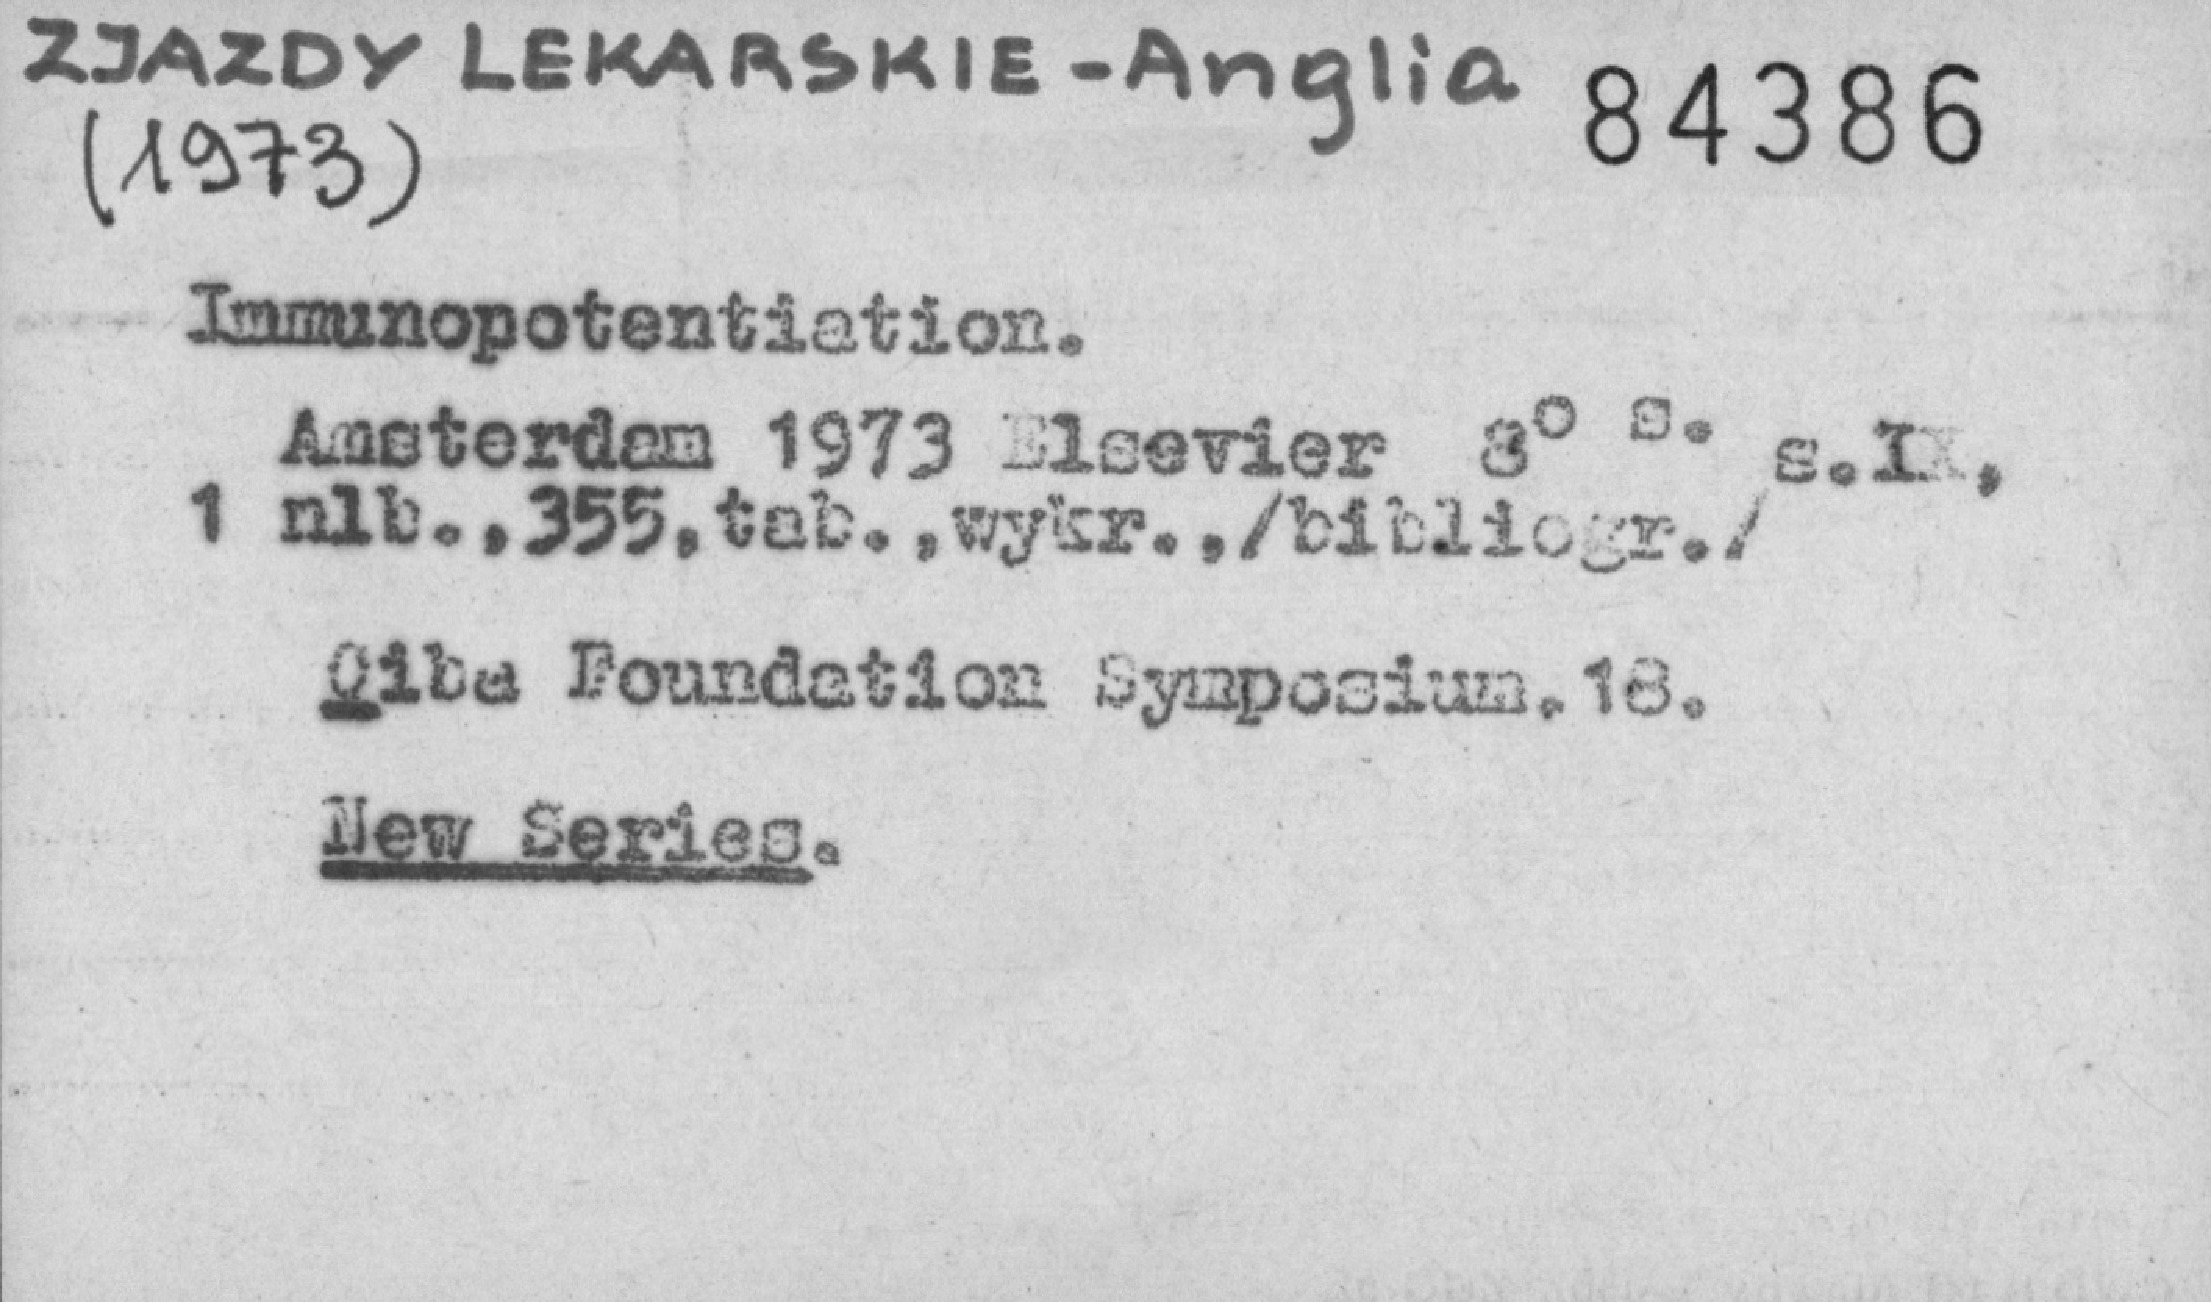 ZJAZDY LEKARSKIE - Anglia 84386
(1973)
Immunopotentiation.
Amsterdam 1973 Elsevier 8° s. s.IX,
1 nlb.,355,tab.,wykr.,/bibliogr./
Ciba Foundation Symposium.18.
New Series.